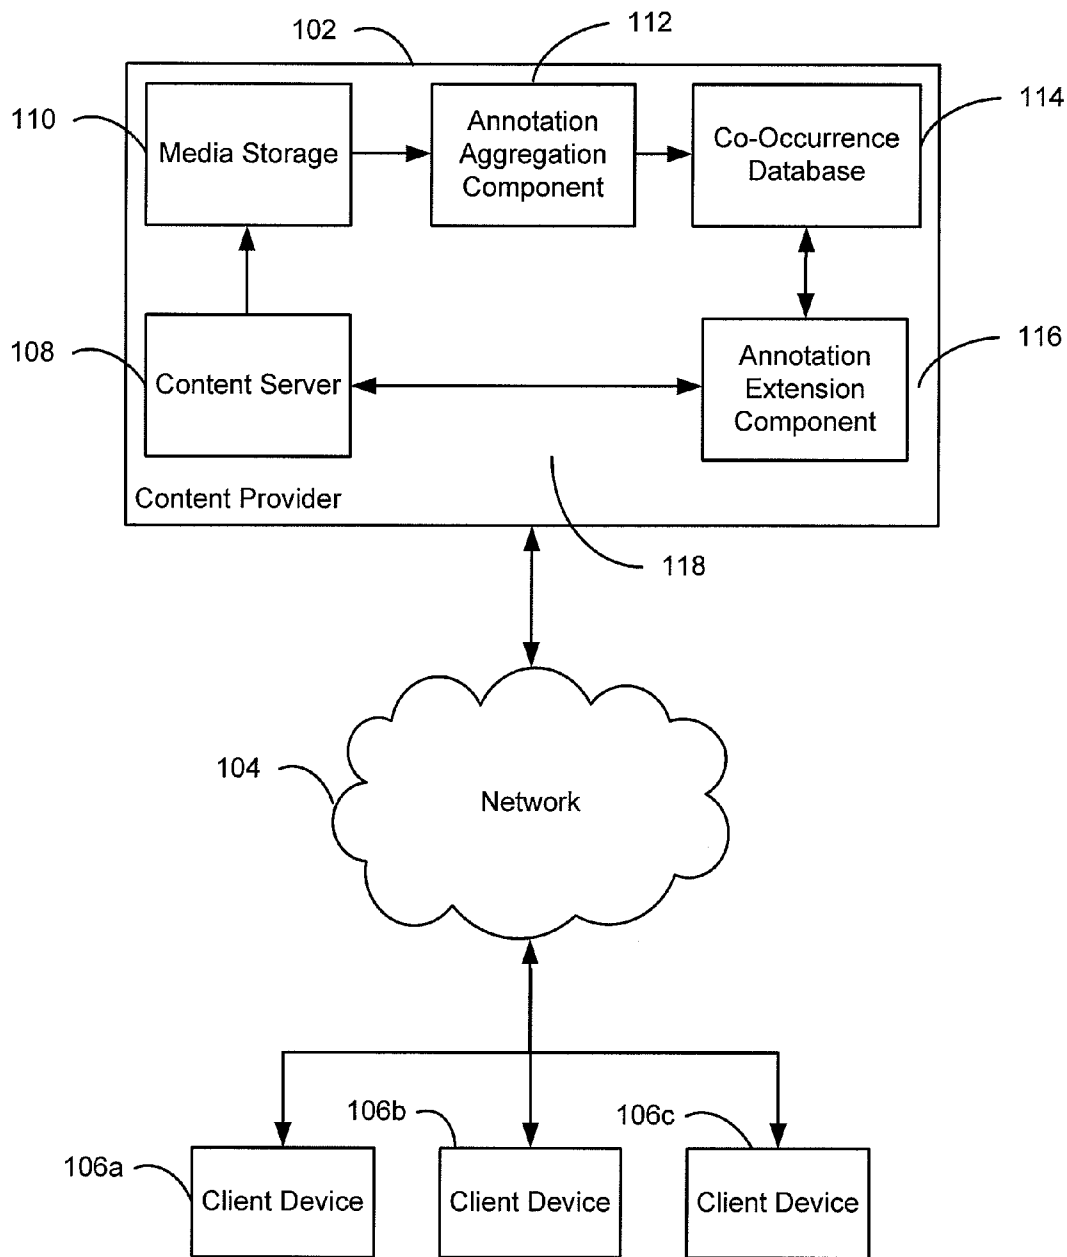 102
112
110
114
Media Storage
Annotation
Aggregation
Component
Co-Occurrence
Database
108
116
Content Server
Annotation
Extension
Component
Content Provider
118
104
Network
106a
106b
106c
Client Device
Client Device
Client Device